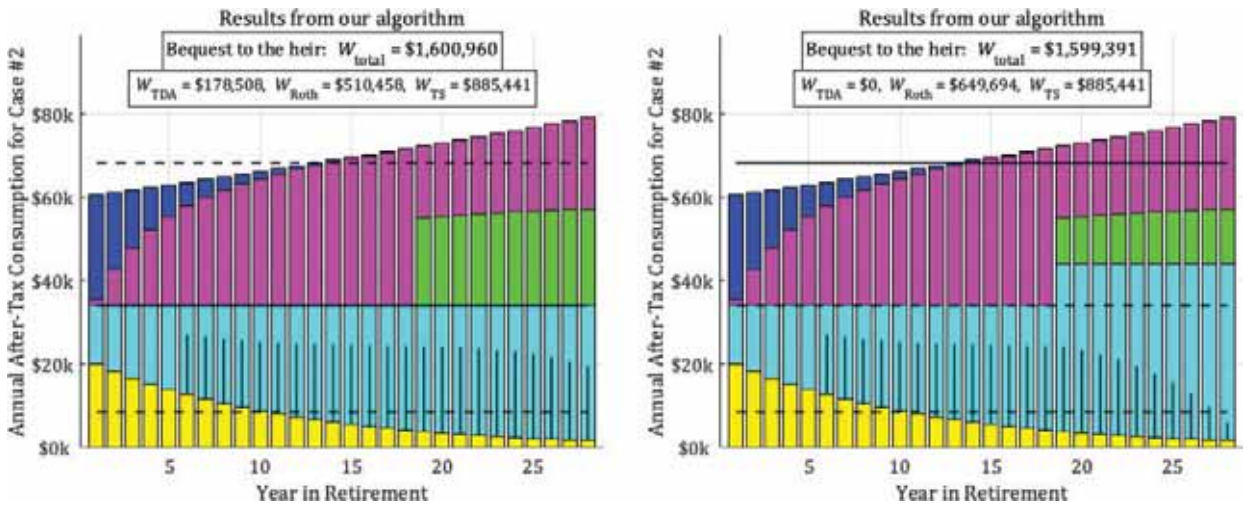 Results from our algorithm
Bequest to the heir: W_total = $1,600,960
W_TDA = $178,508, W_Roth = $510,458, W_TS = $885,441
Annual After-Tax Consumption for Case #2
$80k
$60k
$40k
$20k
$0k
5
10
15
20
25
Year in Retirement
Results from our algorithm
Bequest to the heir: W_total = $1,599,391
W_TDA = $0, W_Roth = $649,694, W_TS = $885,441
Annual After-Tax Consumption for Case #2
$80k
$60k
$40k
$20k
$0k
5
10
15
20
25
Year in Retirement